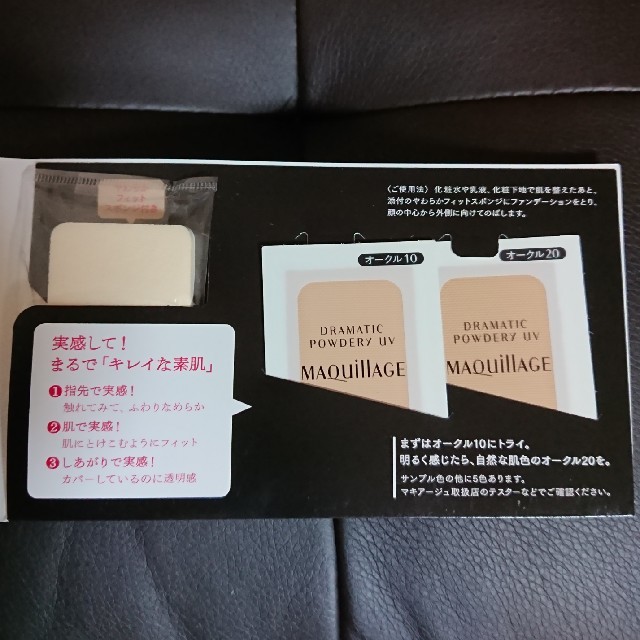 フィット
〈ご使用法〉化粧水や乳液、化粧下地で肌を整えたあと、
添付のやわらかフィットスポンジにファンデーションをとり、
顔の中心から外側に向けてのばします。
オークル10
オークル20
DRAMATIC
POWDERY UV
MAQuillAGE
DRAMATIC
POWDERY UV
MAQuillAGE
実感して！
まるで「キレイな素肌」
1 指先で実感！
触れてみて、ふわりなめらか
2 肌で実感！
肌にとけこむようにフィット
3 しあがりで実感！
カバーしているのに透明感
まずはオークル10にトライ。
明るく感じたら、自然な肌色のオークル20を。
サンプル色の他に5色あります。
マキアージュ取扱店のテスターなどでご確認ください。